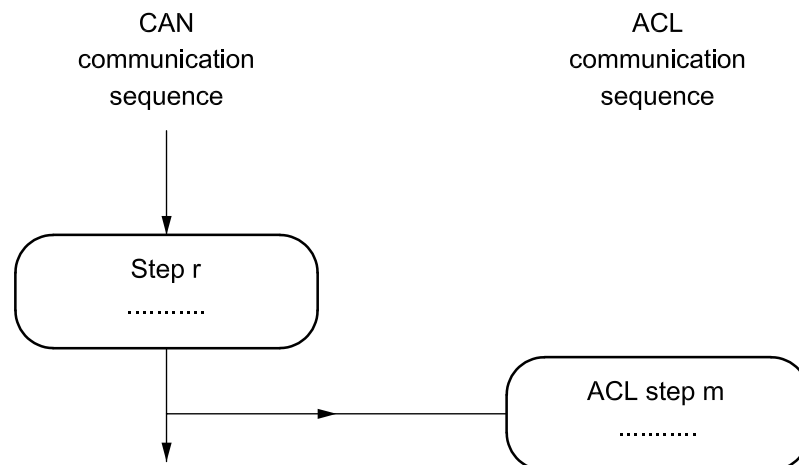 CAN
communication
sequence
ACL
communication
sequence
Step r
...........
ACL step m
...........